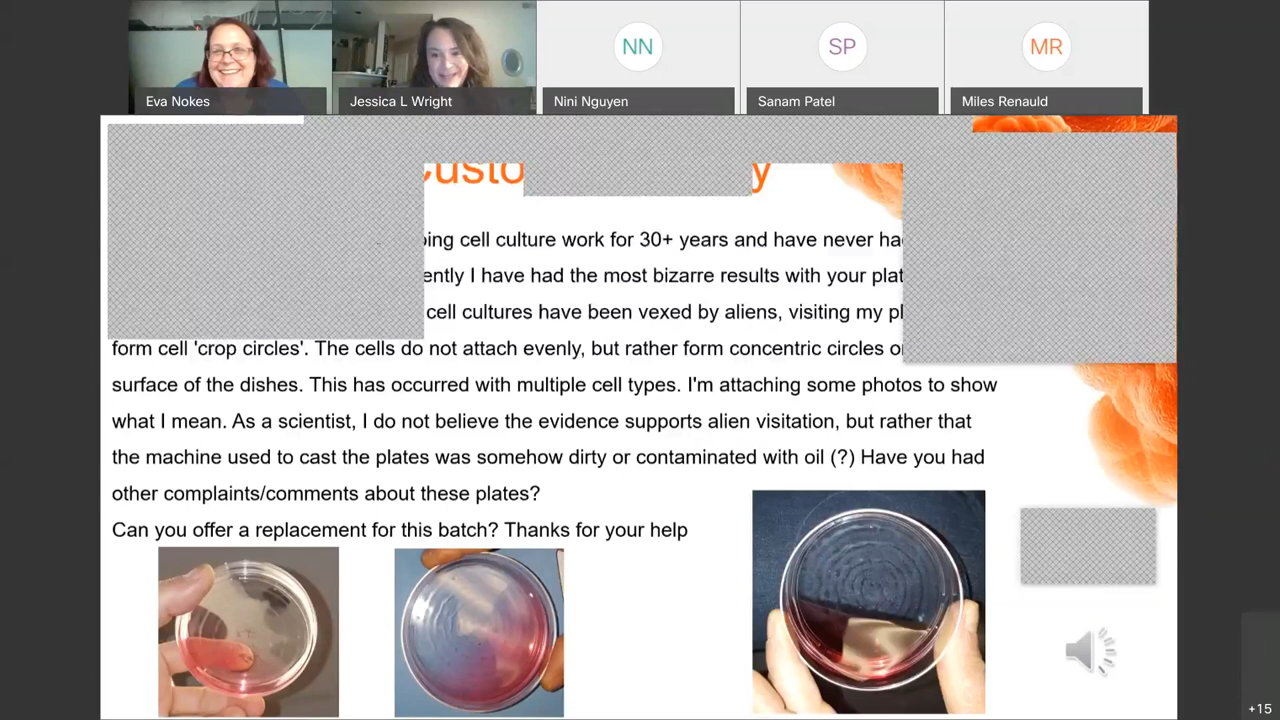 Eva Nokes
Jessica L Wright
NN
Nini Nguyen
SP
Sanam Patel
MR
Miles Renauld
cell culture work for 30+ years and have never
I have had the most bizarre results with your
cell cultures have been vexed by aliens, visiting my
form cell 'crop circles'. The cells do not attach evenly, but rather form concentric circles
surface of the dishes. This has occurred with multiple cell types. I'm attaching some photos to show
what I mean. As a scientist, I do not believe the evidence supports alien visitation, but rather that
the machine used to cast the plates was somehow dirty or contaminated with oil (?) Have you had
other complaints/comments about these plates?
Can you offer a replacement for this batch? Thanks for your help
+15